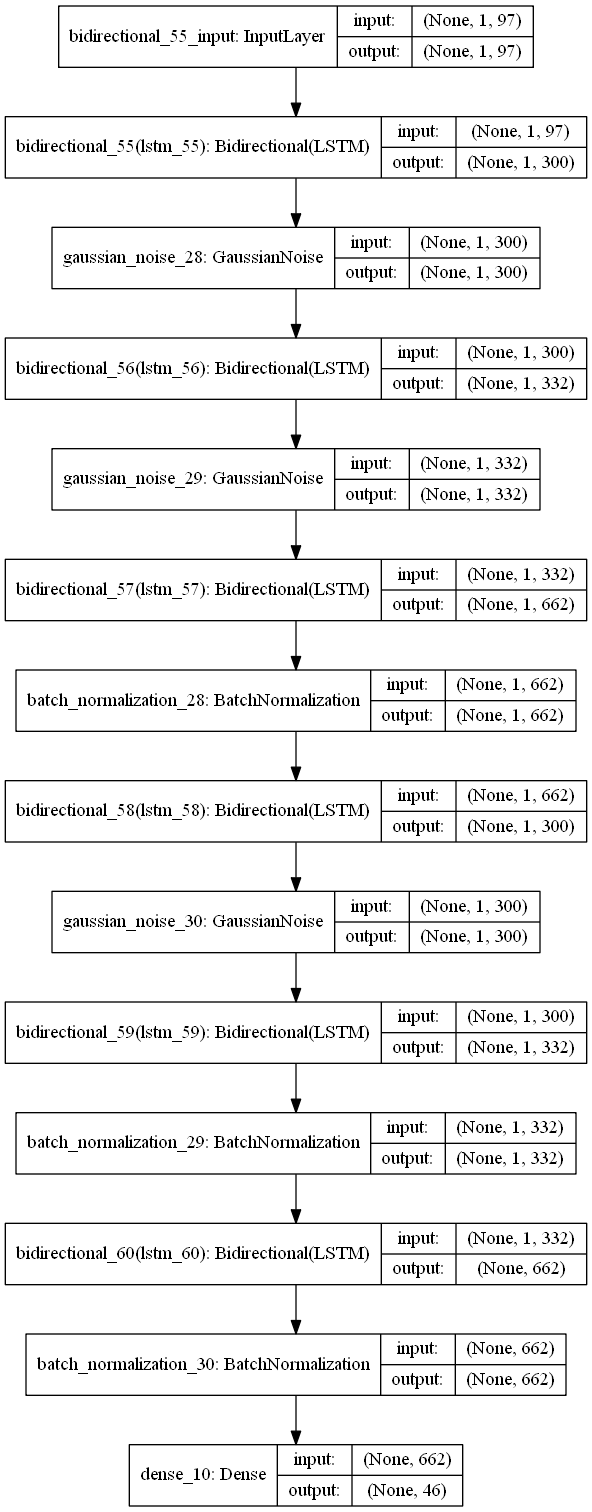 bidirectional_55_input: InputLayer
input: (None, 1, 97)
output: (None, 1, 97)
bidirectional_55(lstm_55): Bidirectional(LSTM)
input: (None, 1, 97)
output: (None, 1, 300)
gaussian_noise_28: GaussianNoise
input: (None, 1, 300)
output: (None, 1, 300)
bidirectional_56(lstm_56): Bidirectional(LSTM)
input: (None, 1, 300)
output: (None, 1, 332)
gaussian_noise_29: GaussianNoise
input: (None, 1, 332)
output: (None, 1, 332)
bidirectional_57(lstm_57): Bidirectional(LSTM)
input: (None, 1, 332)
output: (None, 1, 662)
batch_normalization_28: BatchNormalization
input: (None, 1, 662)
output: (None, 1, 662)
bidirectional_58(lstm_58): Bidirectional(LSTM)
input: (None, 1, 662)
output: (None, 1, 300)
gaussian_noise_30: GaussianNoise
input: (None, 1, 300)
output: (None, 1, 300)
bidirectional_59(lstm_59): Bidirectional(LSTM)
input: (None, 1, 300)
output: (None, 1, 332)
batch_normalization_29: BatchNormalization
input: (None, 1, 332)
output: (None, 1, 332)
bidirectional_60(lstm_60): Bidirectional(LSTM)
input: (None, 1, 332)
output: (None, 662)
batch_normalization_30: BatchNormalization
input: (None, 662)
output: (None, 662)
dense_10: Dense
input: (None, 662)
output: (None, 46)